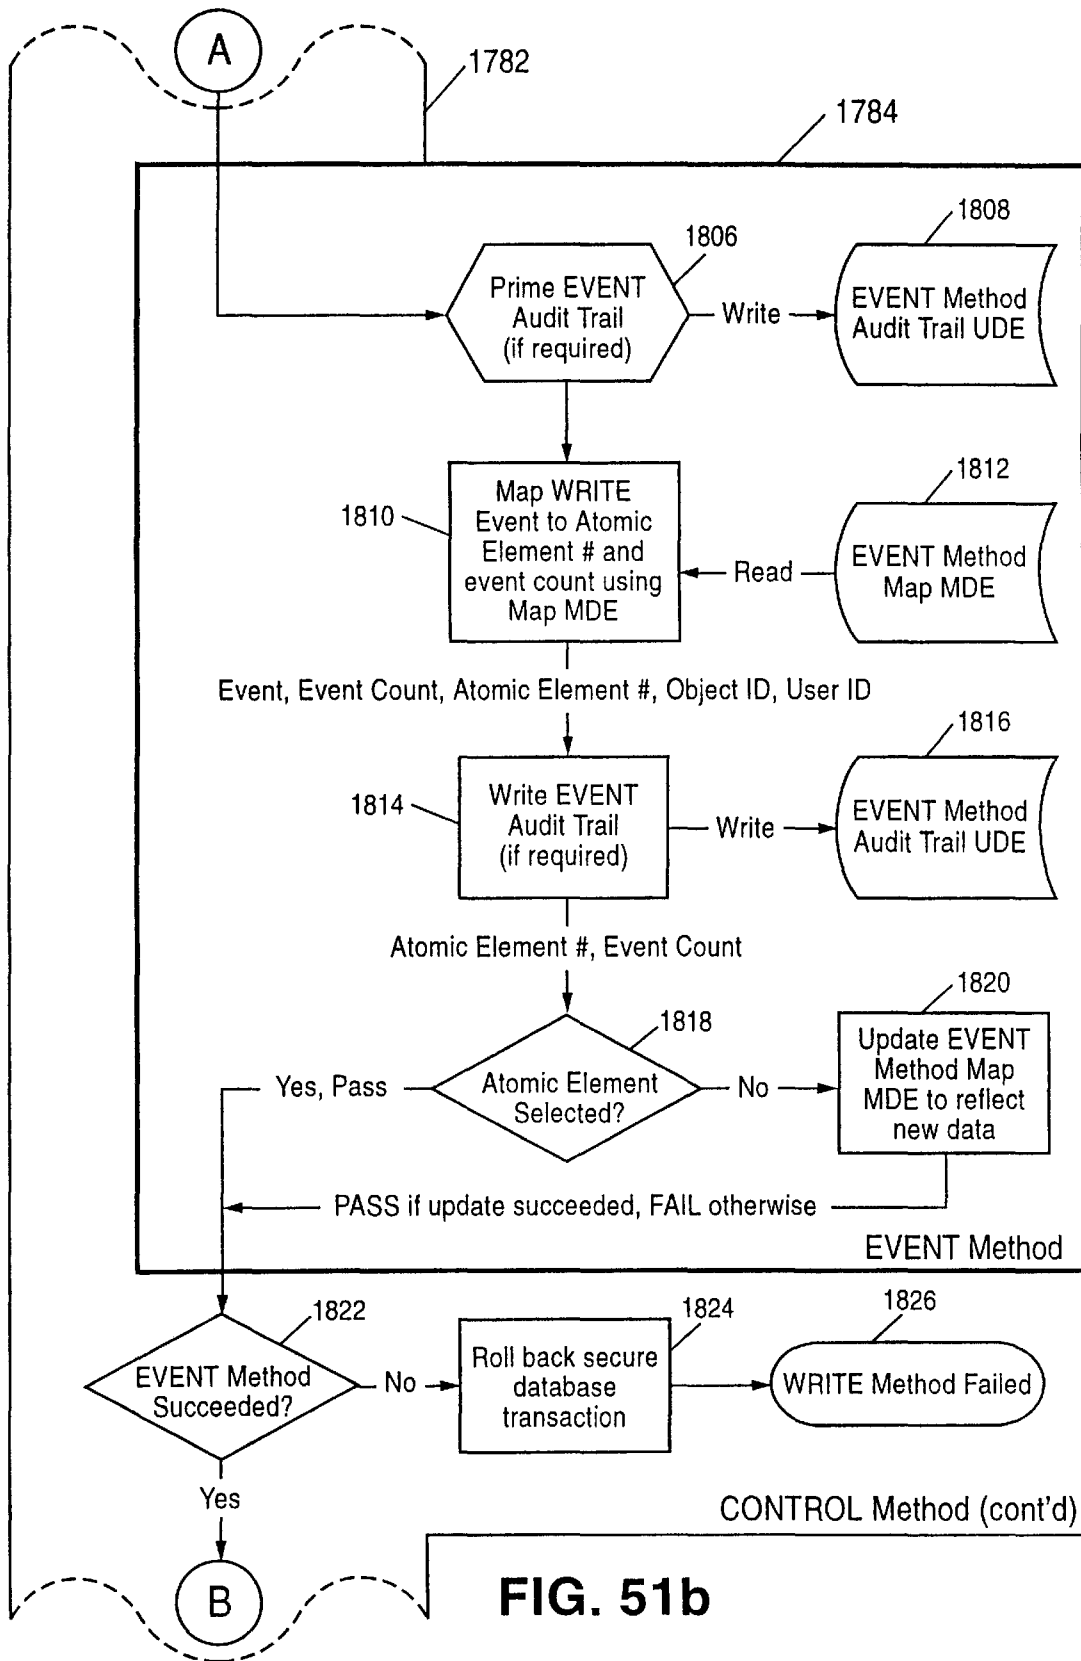 A
1782
1784
1808
1806
Prime EVENT
Audit Trail
(if required)
Write
EVENT Method
Audit Trail UDE
1812
1810
Map WRITE
Event to Atomic
Element # and
event count using
Map MDE
Read
EVENT Method
Map MDE
Event, Event Count, Atomic Element #, Object ID, User ID
1816
1814
Write EVENT
Audit Trail
(if required)
Write
EVENT Method
Audit Trail UDE
Atomic Element #, Event Count
1820
1818
Yes, Pass
Atomic Element
Selected?
No
Update EVENT
Method Map
MDE to reflect
new data
PASS if update succeeded, FAIL otherwise
EVENT Method
1822
1824
1826
EVENT Method
Succeeded?
No
Roll back secure
database
transaction
WRITE Method Failed
Yes
CONTROL Method (cont'd)
B
FIG. 51b